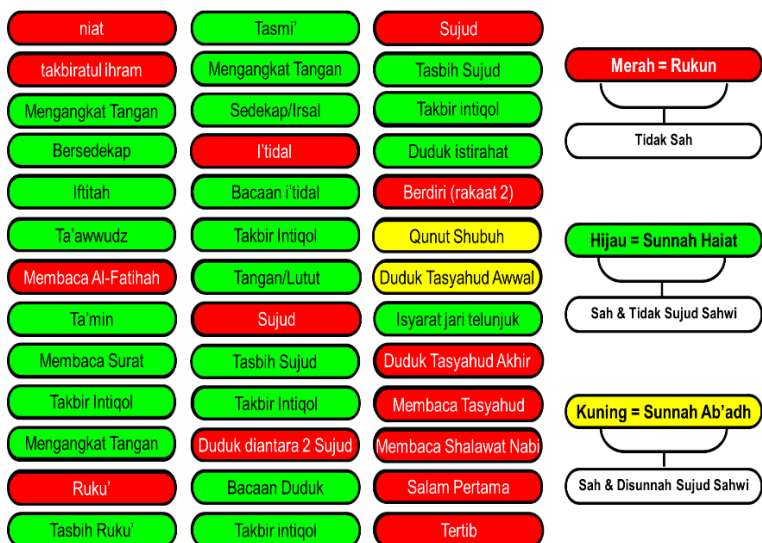 niat
takbiratul ihram
Mengangkat Tangan
Bersedekap
Iftitah
Ta'awwudz
Membaca Al-Fatihah
Ta'min
Membaca Surat
Takbir Intiqol
Mengangkat Tangan
Ruku'
Tasbih Ruku'
Tasmi'
Mengangkat Tangan
Sedekap/Irsal
I'tidal
Bacaan i'tidal
Takbir Intiqol
Tangan/Lutut
Sujud
Tasbih Sujud
Takbir Intiqol
Duduk diantara 2 Sujud
Bacaan Duduk
Takbir intiqol
Sujud
Tasbih Sujud
Takbir intiqol
Duduk istirahat
Berdiri (rakaat 2)
Qunut Shubuh
Duduk Tasyahud Awwal
Isyarat jari telunjuk
Duduk Tasyahud Akhir
Membaca Tasyahud
Membaca Shalawat Nabi
Salam Pertama
Tertib
Merah = Rukun
Tidak Sah
Hijau = Sunnah Haiat
Sah & Tidak Sujud Sahwi
Kuning = Sunnah Ab'adh
Sah & Disunnah Sujud Sahwi